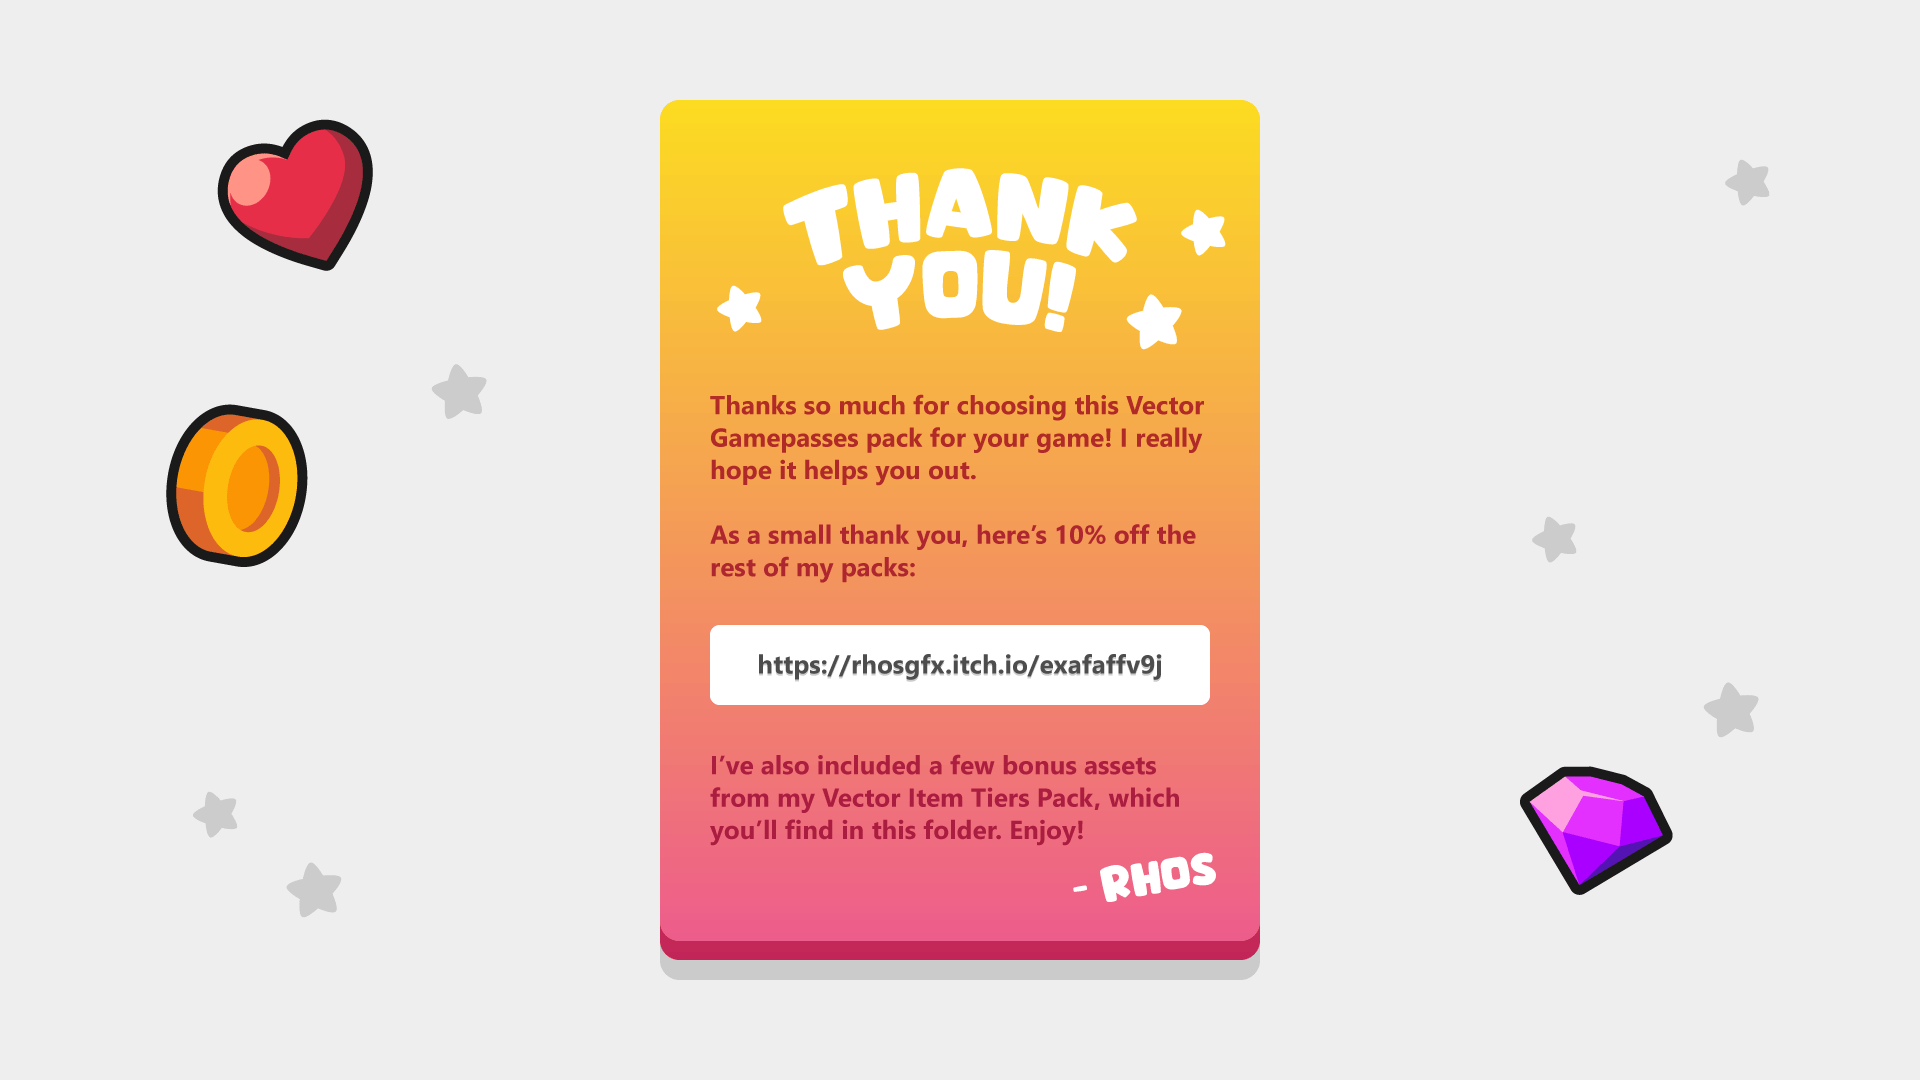 THANK
YOU!
Thanks so much for choosing this Vector
Gamepasses pack for your game! I really
hope it helps you out.
As a small thank you, here’s 10% off the
rest of my packs:
https://rhosgfx.itch.io/exafaffv9j
I’ve also included a few bonus assets
from my Vector Item Tiers Pack, which
you’ll find in this folder. Enjoy!
- RHOS